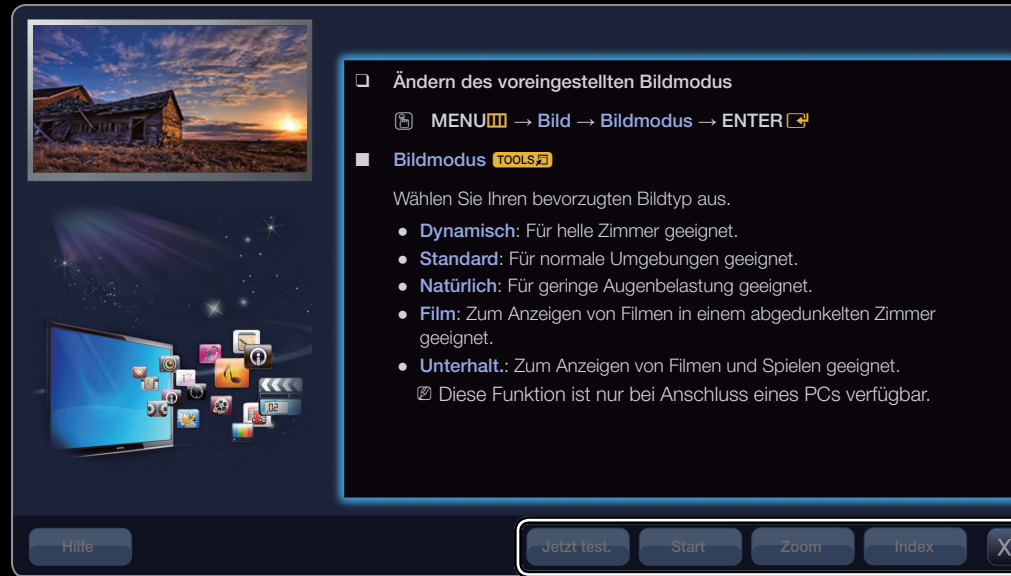 Ändern des voreingestellten Bildmodus
MENU → Bild → Bildmodus → ENTER
Bildmodus TOOLS
Wählen Sie Ihren bevorzugten Bildtyp aus.
● Dynamisch: Für helle Zimmer geeignet.
● Standard: Für normale Umgebungen geeignet.
● Natürlich: Für geringe Augenbelastung geeignet.
● Film: Zum Anzeigen von Filmen in einem abgedunkelten Zimmer
geeignet.
● Unterhalt.: Zum Anzeigen von Filmen und Spielen geeignet.
Diese Funktion ist nur bei Anschluss eines PCs verfügbar.
Hilfe
Jetzt test.
Start
Zoom
Index
X